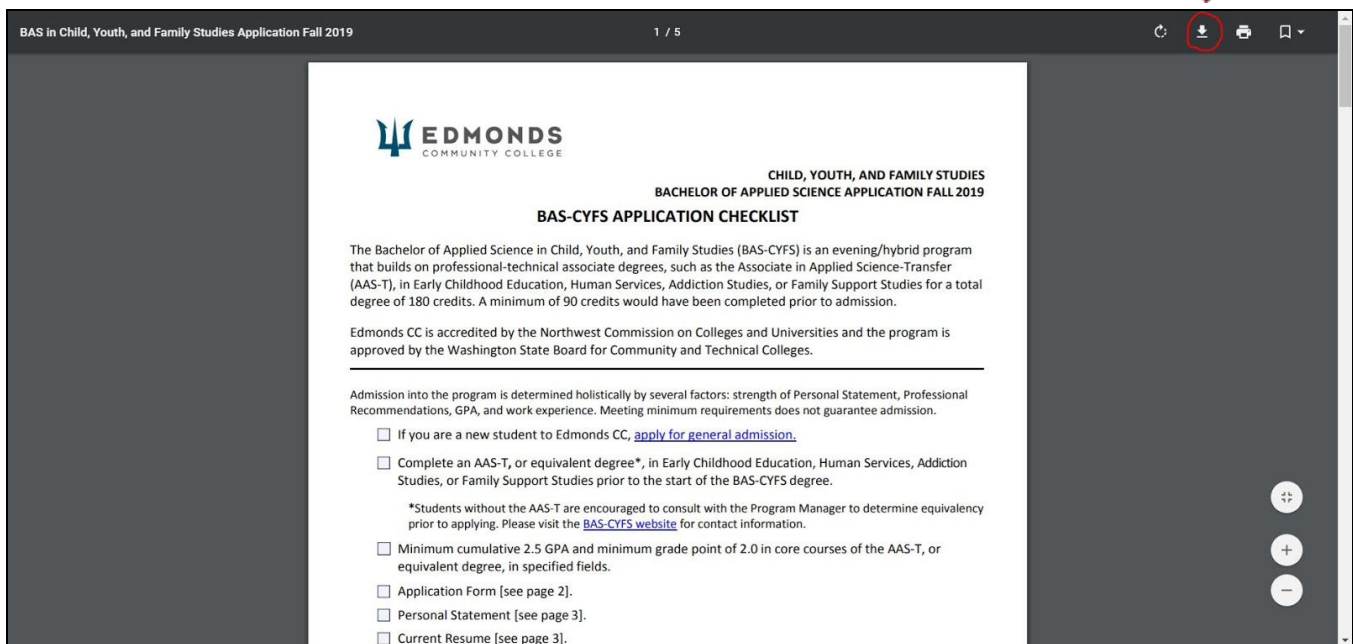 BAS in Child, Youth, and Family Studies Application Fall 2019 1 / 5
EDMONDS
COMMUNITY COLLEGE
CHILD, YOUTH, AND FAMILY STUDIES
BACHELOR OF APPLIED SCIENCE APPLICATION FALL 2019
BAS-CYFS APPLICATION CHECKLIST
The Bachelor of Applied Science in Child, Youth, and Family Studies (BAS-CYFS) is an evening/hybrid program
that builds on professional-technical associate degrees, such as the Associate in Applied Science-Transfer
(AAS-T), in Early Childhood Education, Human Services, Addiction Studies, or Family Support Studies for a total
degree of 180 credits. A minimum of 90 credits would have been completed prior to admission.
Edmonds CC is accredited by the Northwest Commission on Colleges and Universities and the program is
approved by the Washington State Board for Community and Technical Colleges.
Admission into the program is determined holistically by several factors: strength of Personal Statement, Professional
Recommendations, GPA, and work experience. Meeting minimum requirements does not guarantee admission.
If you are a new student to Edmonds CC, apply for general admission.
Complete an AAS-T, or equivalent degree*, in Early Childhood Education, Human Services, Addiction
Studies, or Family Support Studies prior to the start of the BAS-CYFS degree.
*Students without the AAS-T are encouraged to consult with the Program Manager to determine equivalency
prior to applying. Please visit the BAS-CYFS website for contact information.
Minimum cumulative 2.5 GPA and minimum grade point of 2.0 in core courses of the AAS-T, or
equivalent degree, in specified fields.
Application Form [see page 2].
Personal Statement [see page 3].
Current Resume [see page 3].